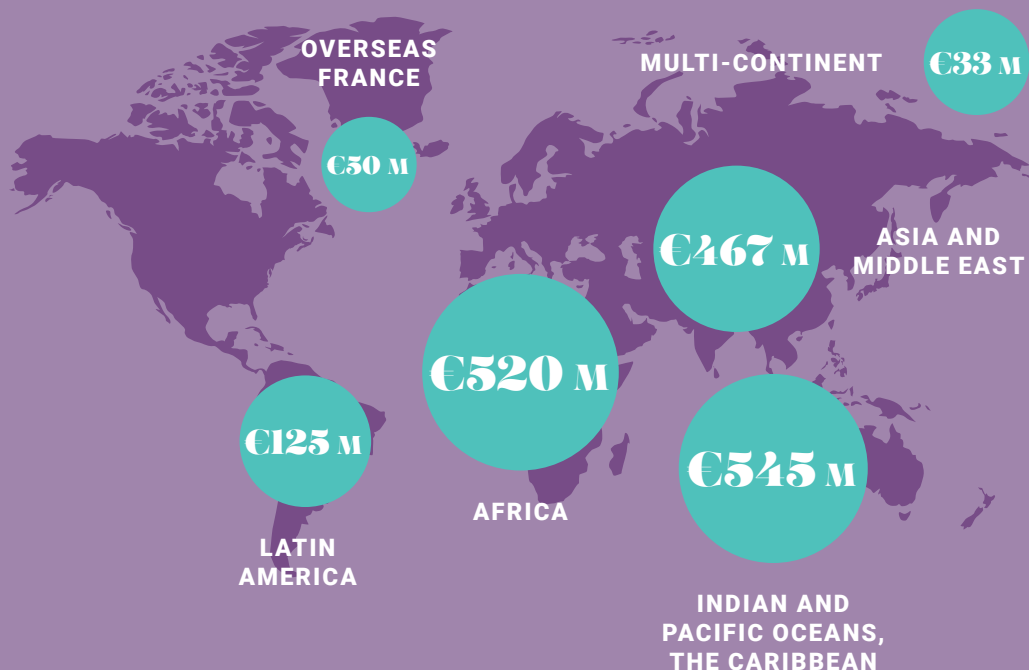 OVERSEAS
FRANCE
€50 M
MULTI-CONTINENT
€33 M
€467 M
ASIA AND
MIDDLE EAST
€520 M
AFRICA
€125 M
LATIN
AMERICA
€545 M
INDIAN AND
PACIFIC OCEANS,
THE CARIBBEAN